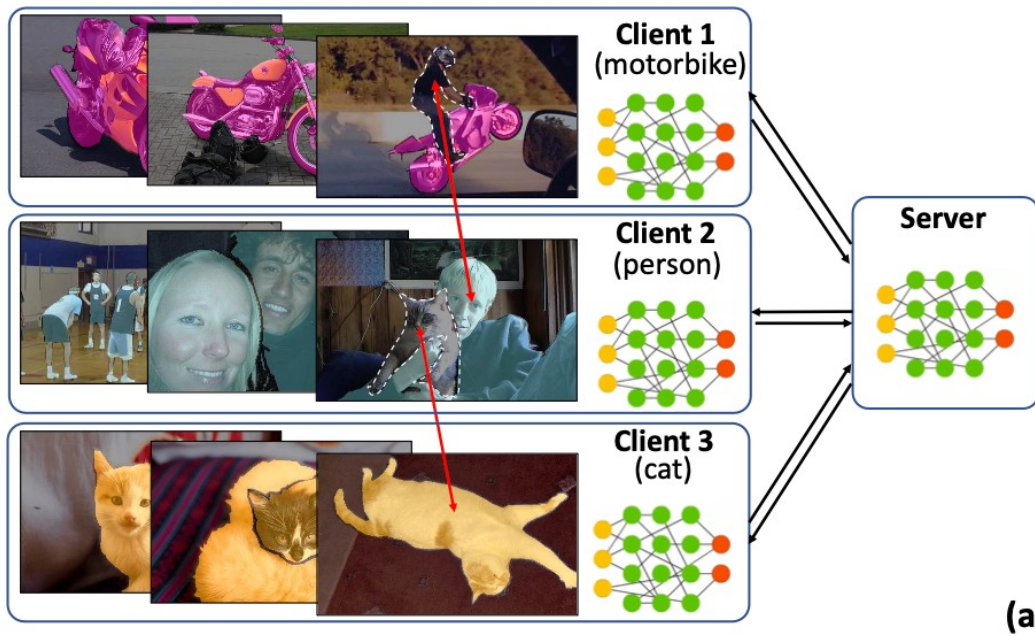 Client 1
(motorbike)
Client 2
(person)
Server
Client 3
(cat)
(a